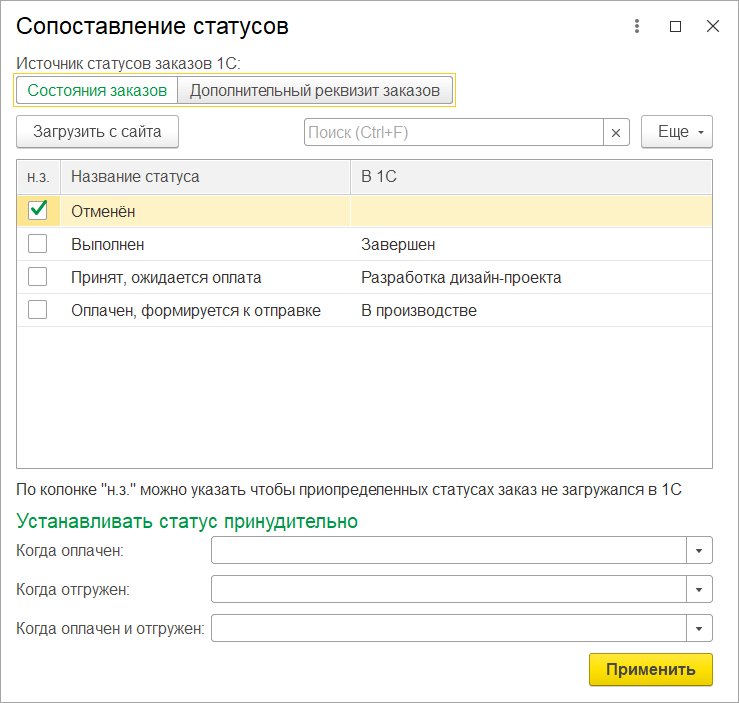 Сопоставление статусов
Источник статусов заказов 1С:
Состояния заказов Дополнительный реквизит заказов
Загрузить с сайта Поиск (Ctrl+F) × Еще
н.з. Название статуса В 1С
Отменён
Выполнен Завершен
Принят, ожидается оплата Разработка дизайн-проекта
Оплачен, формируется к отправке В производстве
По колонке "н.з." можно указать чтобы приопределенных статусах заказ не загружался в 1С
Устанавливать статус принудительно
Когда оплачен:
Когда отгружен:
Когда оплачен и отгружен:
Применить